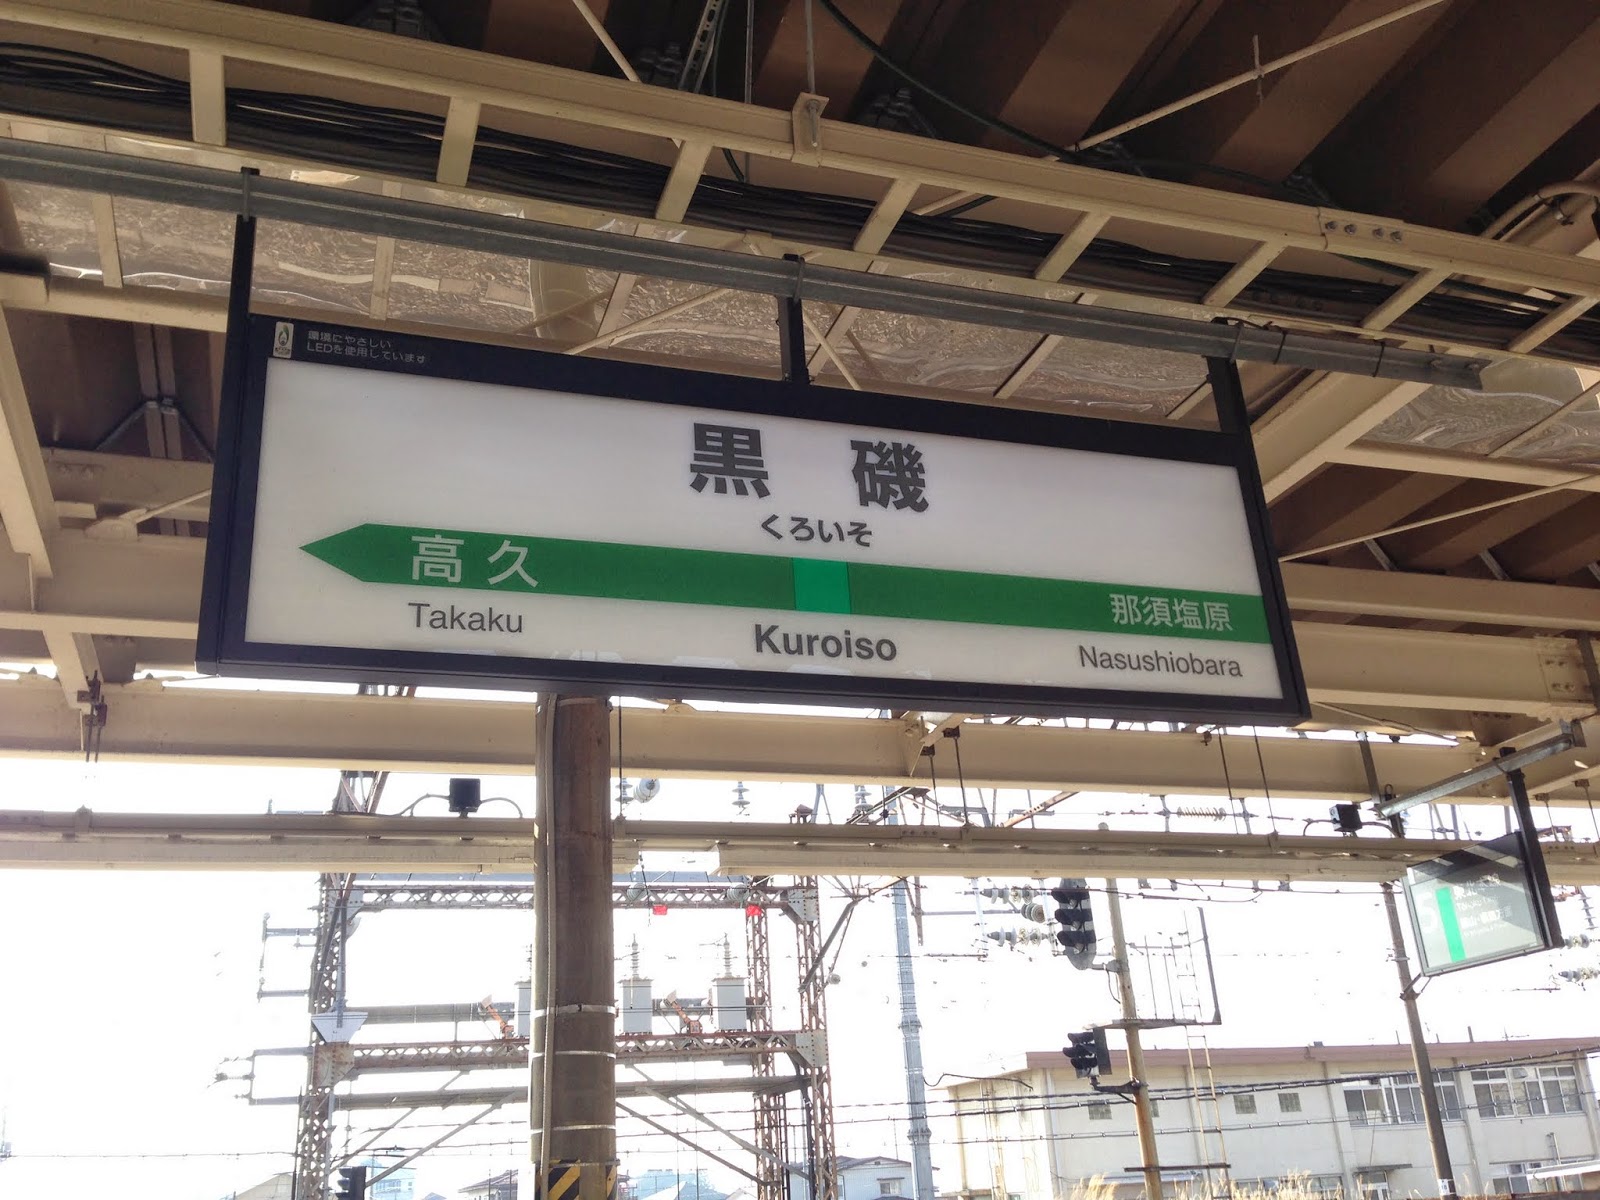 環境にやさしい
LEDを使用しています
黒磯
くろいそ
高久
那須塩原
Takaku
Kuroiso
Nasushiobara
5